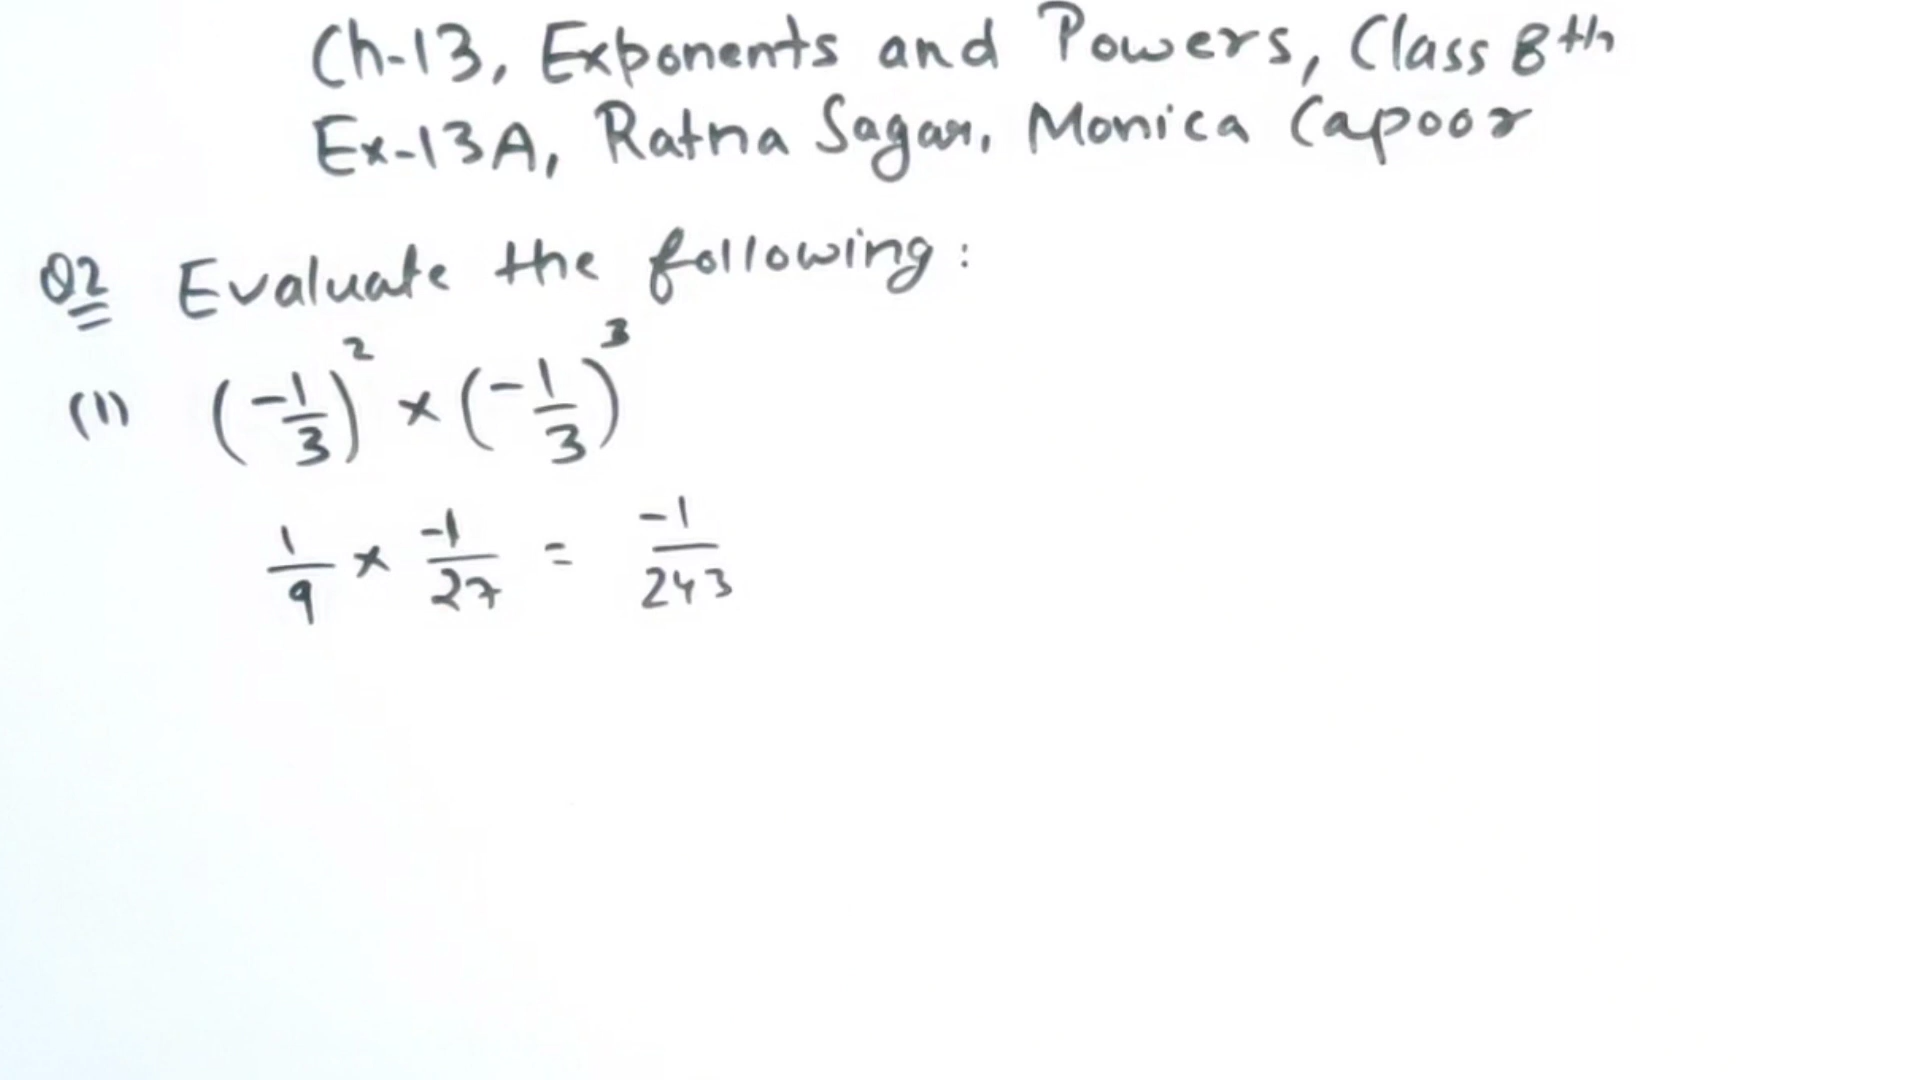 Ch-13, Exponents and Powers, Class 8th
Ex-13A, Ratna Sagar, Monica Capoor
Q2 Evaluate the following:
(1) (-1/3)² × (-1/3)³
1/9 × -1/27 = -1/243